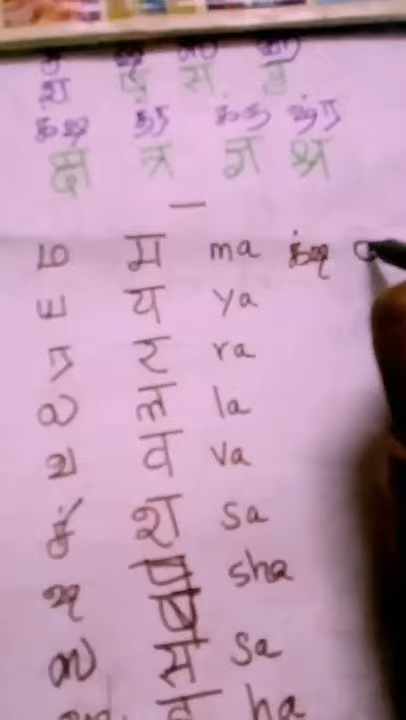 ஷ ஸ ஹ
श ष स ह
க்ஷ த்ர
क्ष त्र ज्ञ श्र
ம म ma க்ஷ
ய य ya
ர र ra
ல ल la
வ व va
श sa
ஷ ष sha
ஸ स sa
ஹ ह ha